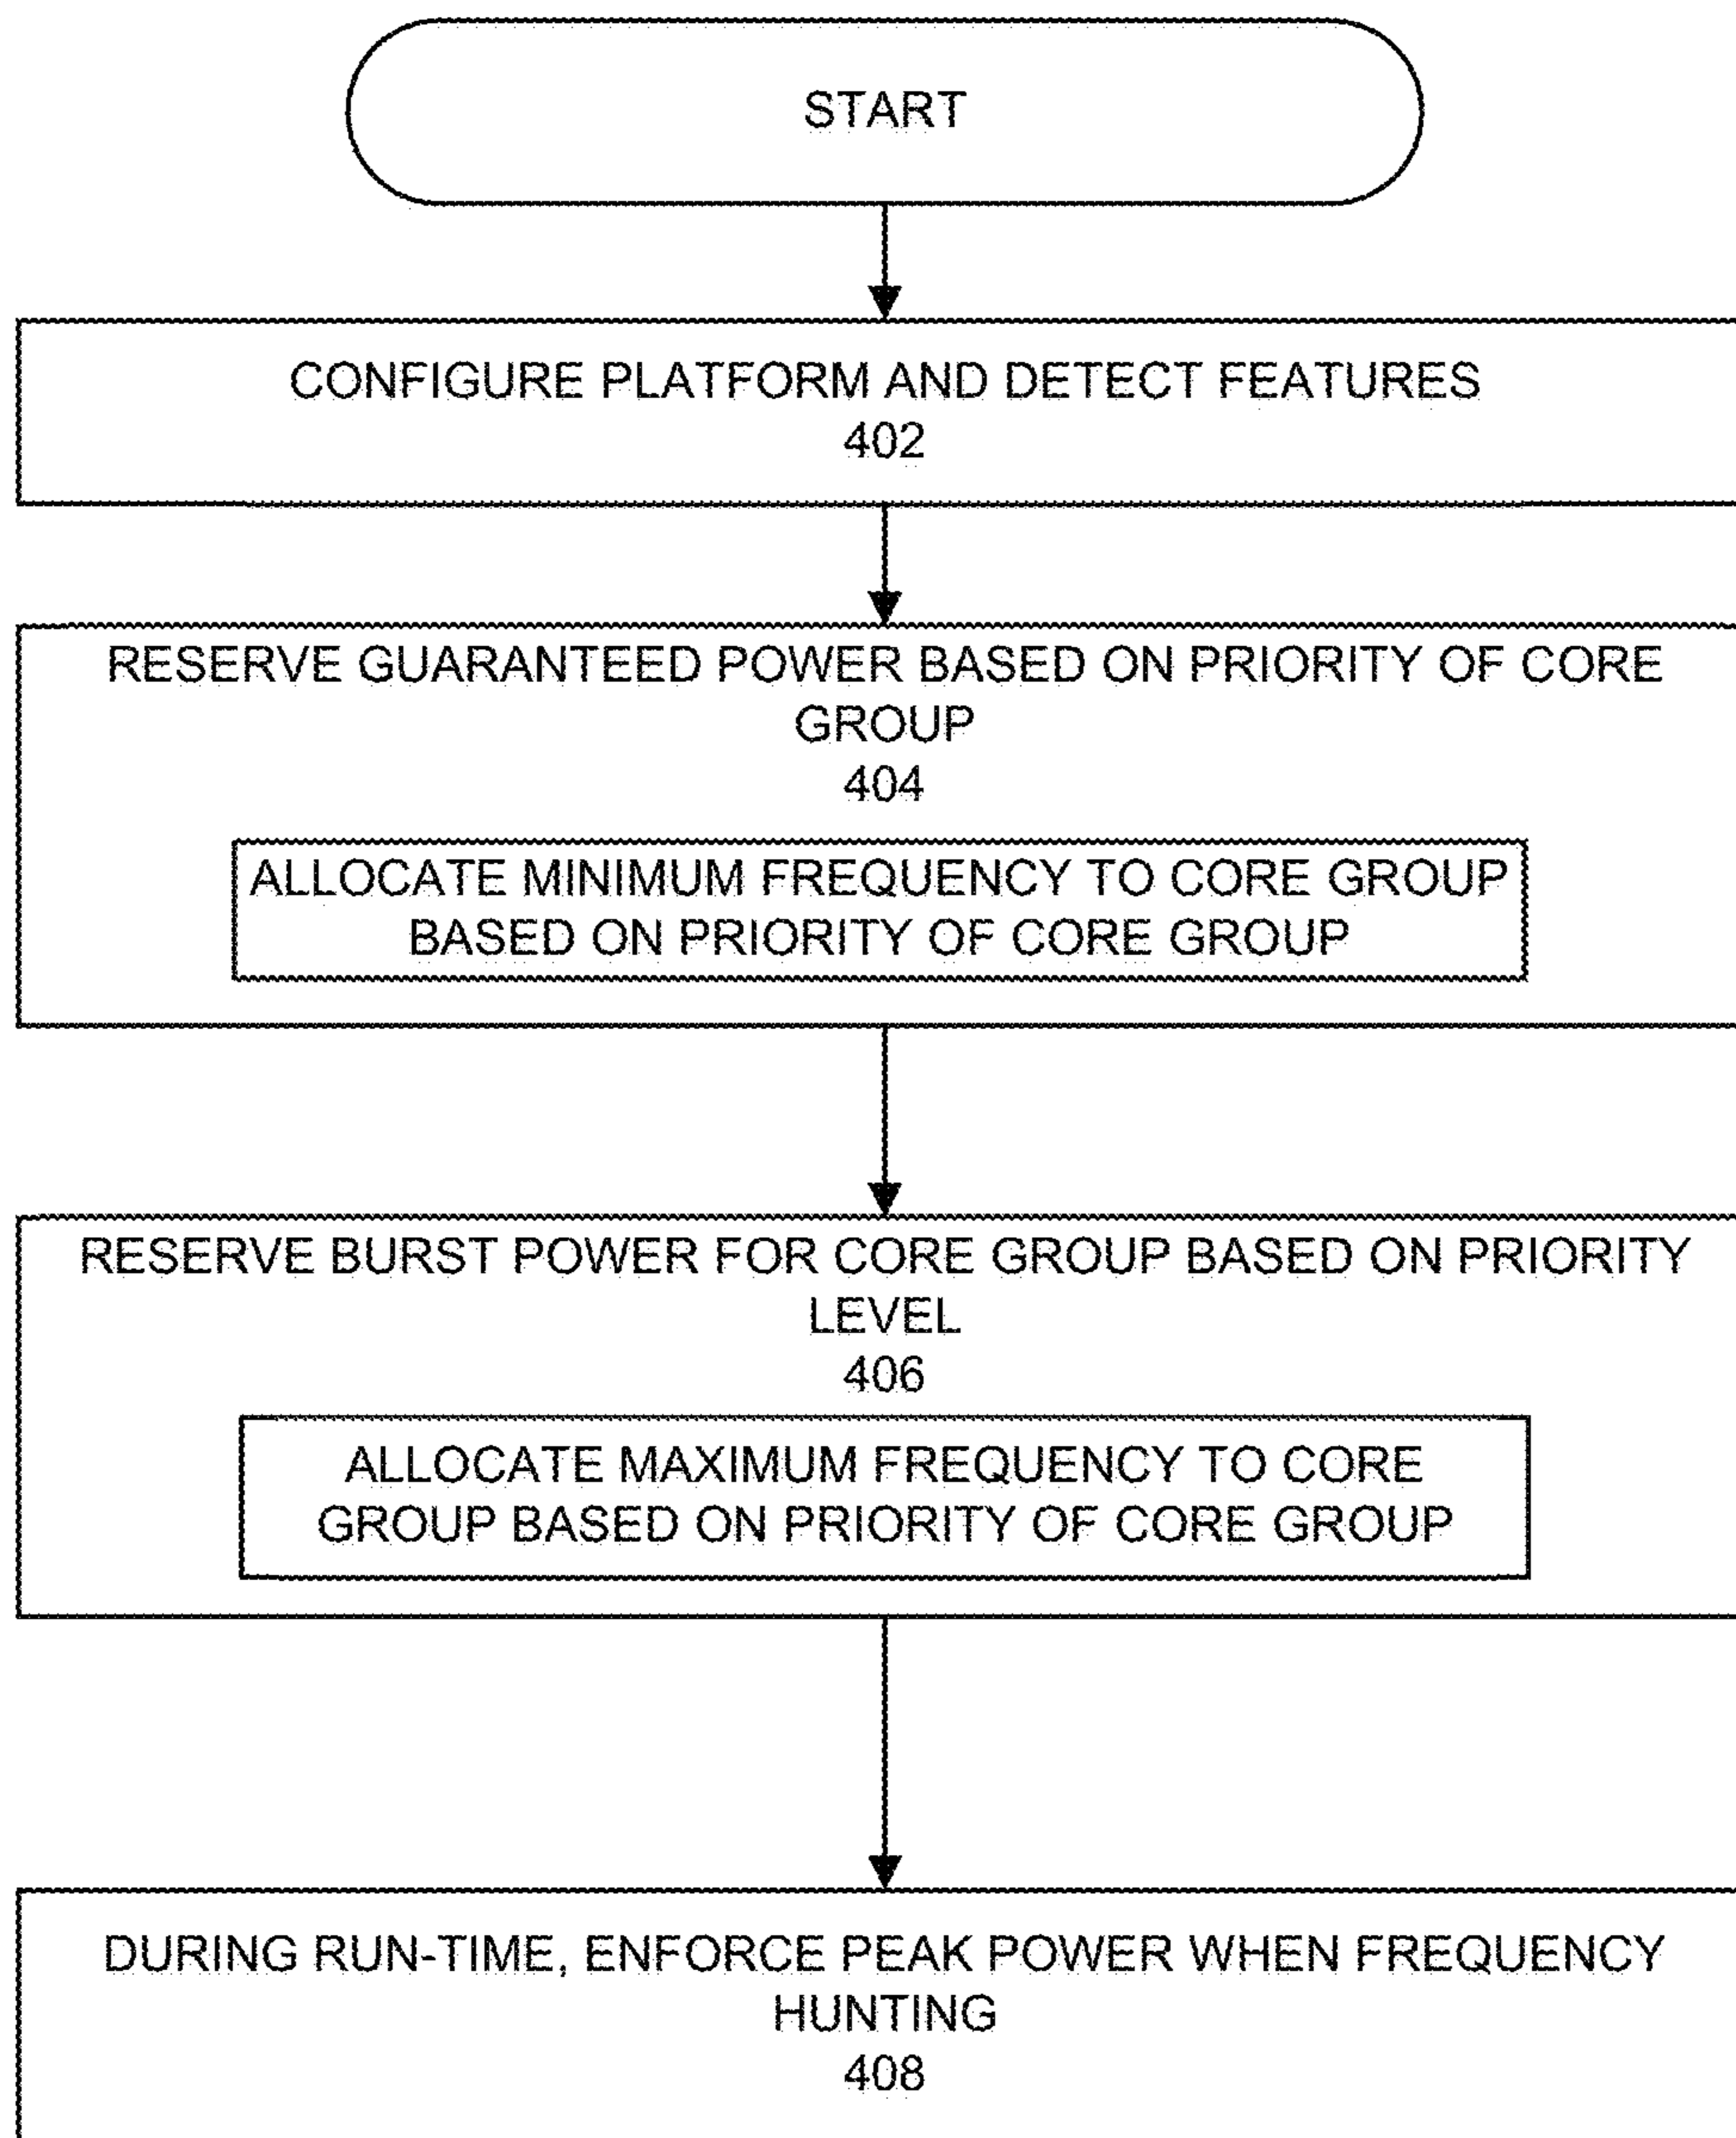 START
CONFIGURE PLATFORM AND DETECT FEATURES
402
RESERVE GUARANTEED POWER BASED ON PRIORITY OF CORE
GROUP
404
ALLOCATE MINIMUM FREQUENCY TO CORE GROUP
BASED ON PRIORITY OF CORE GROUP
RESERVE BURST POWER FOR CORE GROUP BASED ON PRIORITY
LEVEL
406
ALLOCATE MAXIMUM FREQUENCY TO CORE
GROUP BASED ON PRIORITY OF CORE GROUP
DURING RUN-TIME, ENFORCE PEAK POWER WHEN FREQUENCY
HUNTING
408